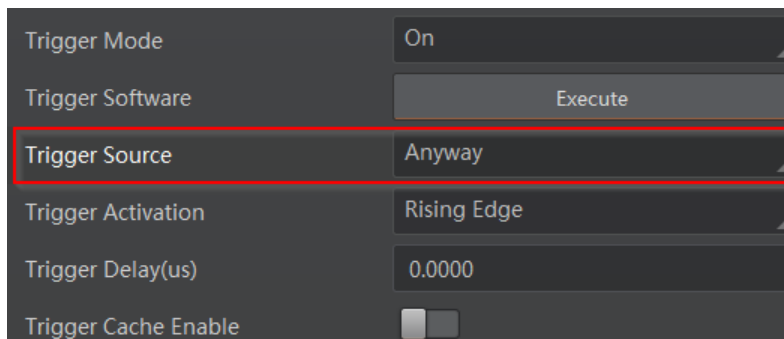 Trigger Mode On
Trigger Software Execute
Trigger Source Anyway
Trigger Activation Rising Edge
Trigger Delay(us) 0.0000
Trigger Cache Enable